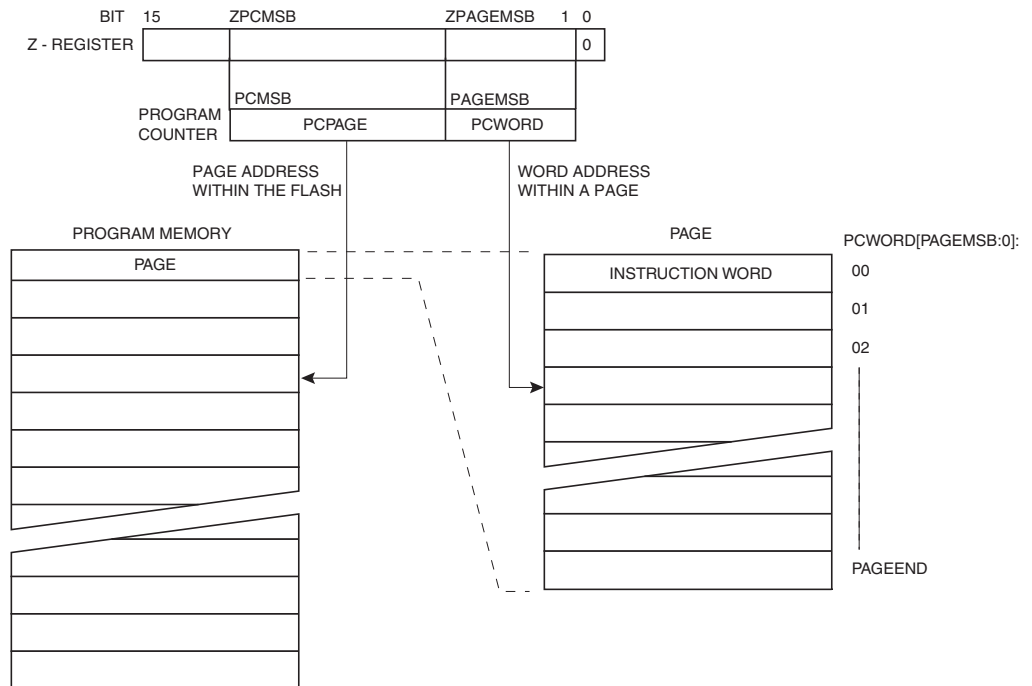 BIT 15 ZPCMSB ZPAGEMSB 1 0
Z - REGISTER 0
PCMSB PAGEMSB
PROGRAM
COUNTER
PCPAGE PCWORD
PAGE ADDRESS
WITHIN THE FLASH
WORD ADDRESS
WITHIN A PAGE
PROGRAM MEMORY
PAGE
PAGE
PCWORD[PAGEMSB:0]:
INSTRUCTION WORD 00
01
02
PAGEEND